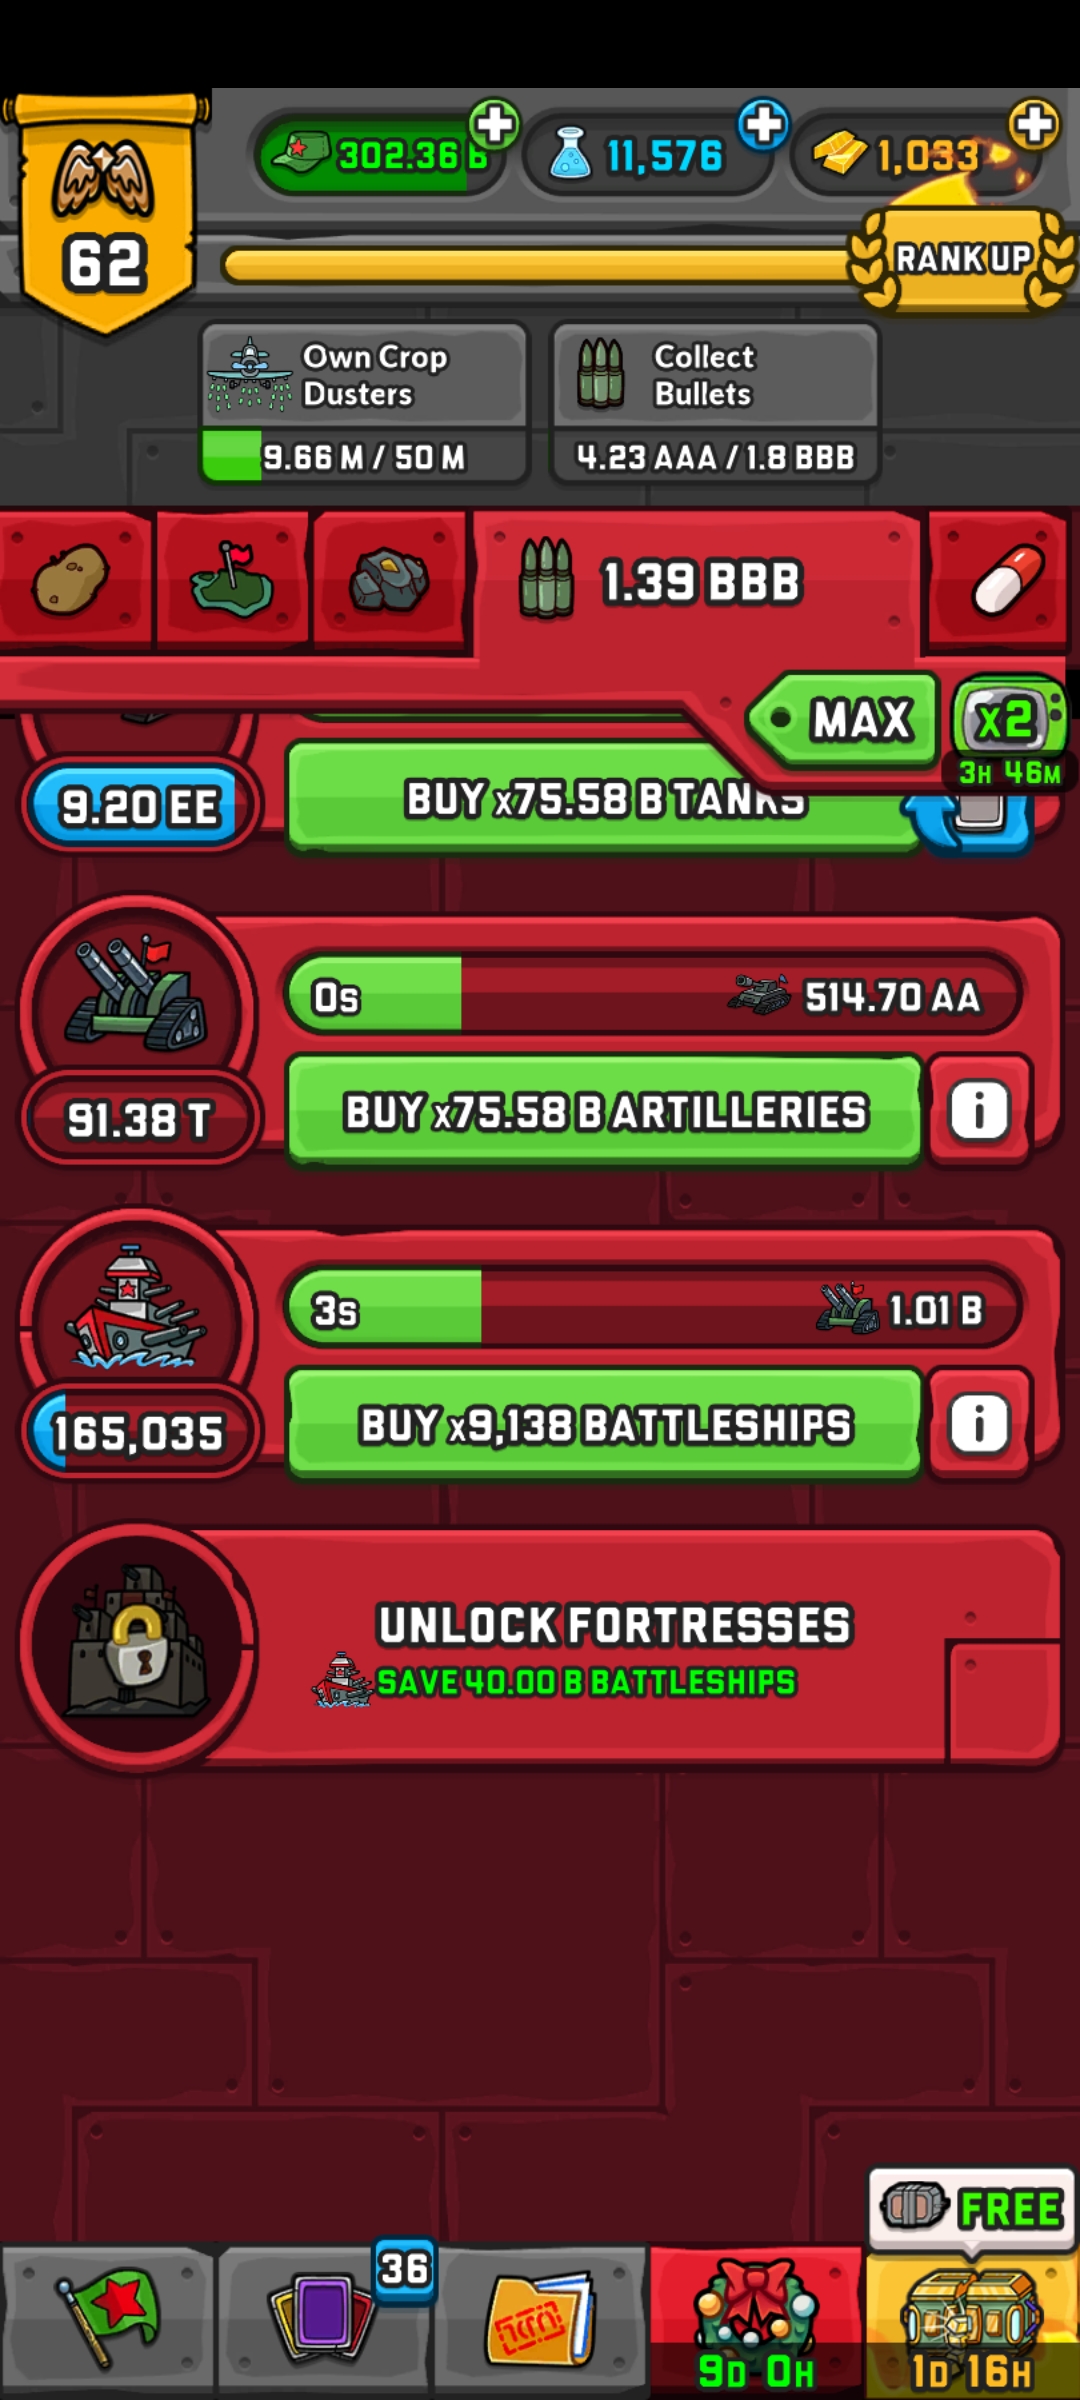 302.36 B
11,576
1,033
62
RANK UP
Own Crop
Dusters
9.66 M / 50 M
Collect
Bullets
4.23 AAA / 1.8 BBB
1.39 BBB
MAX
x2
3H 46M
9.20 EE
BUY x75.58 B TANKS
0s
514.70 AA
91.38 T
BUY x75.58 B ARTILLERIES
i
3s
1.01 B
165,035
BUY x9,138 BATTLESHIPS
i
UNLOCK FORTRESSES
SAVE 40.00 B BATTLESHIPS
FREE
36
9D 0H
1D 16H